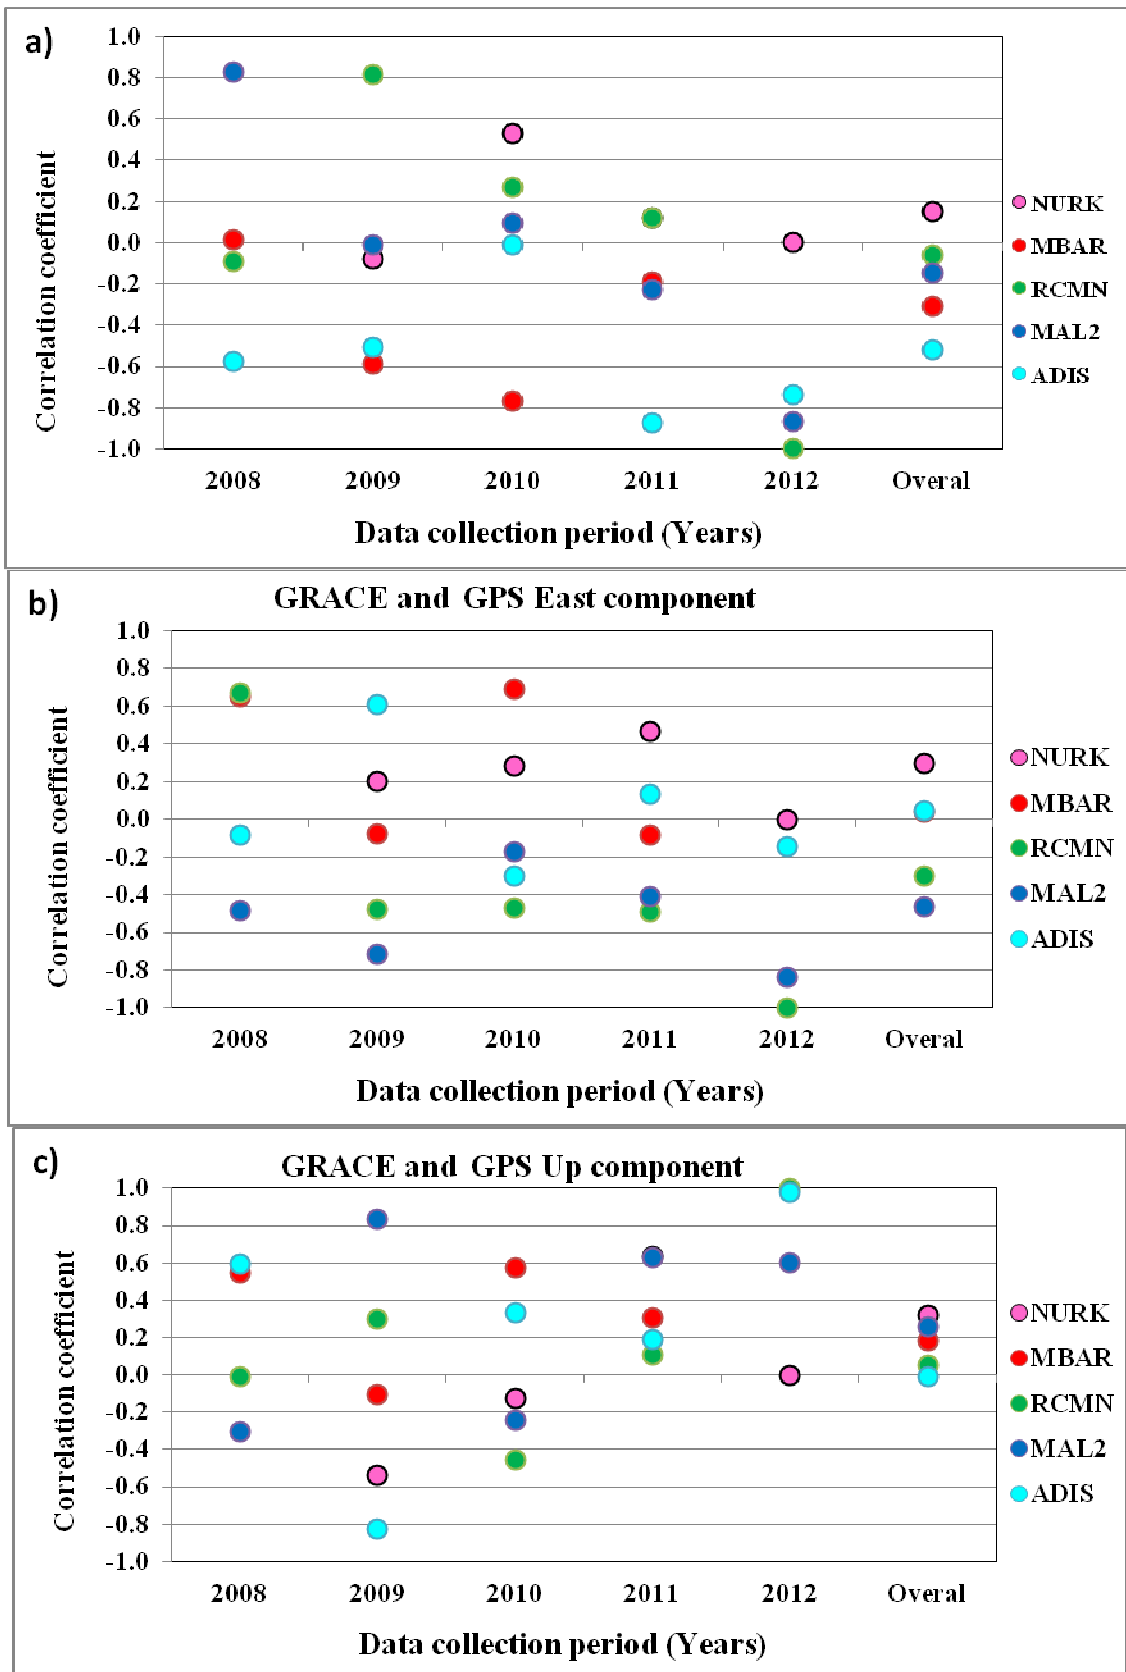 a)
1.0
0.8
0.6
0.4
0.2
0.0
-0.2
-0.4
-0.6
-0.8
-1.0
Correlation coefficient
2008 2009 2010 2011 2012 Overal
Data collection period (Years)
NURK
MBAR
RCMN
MAL2
ADIS
b)
GRACE and GPS East component
1.0
0.8
0.6
0.4
0.2
0.0
-0.2
-0.4
-0.6
-0.8
-1.0
Correlation coefficient
2008 2009 2010 2011 2012 Overal
Data collection period (Years)
NURK
MBAR
RCMN
MAL2
ADIS
c)
GRACE and GPS Up component
1.0
0.8
0.6
0.4
0.2
0.0
-0.2
-0.4
-0.6
-0.8
-1.0
Correlation coefficient
2008 2009 2010 2011 2012 Overal
Data collection period (Years)
NURK
MBAR
RCMN
MAL2
ADIS